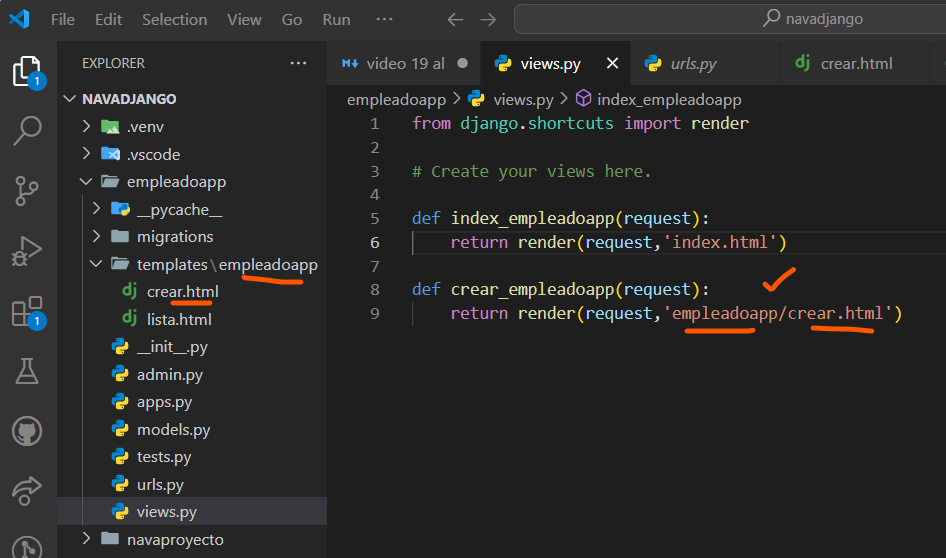 File Edit Selection View Go Run ··· navadjango
EXPLORER ···
NAVADJANGO
.venv
.vscode
empleadoapp
__pycache__
migrations
templates\empleadoapp
crear.html
lista.html
__init__.py
admin.py
apps.py
models.py
tests.py
urls.py
views.py
navaproyecto
1
1
video 19 al views.py urls.py crear.html
empleadoapp > views.py > index_empleadoapp
1 from django.shortcuts import render
2
3 # Create your views here.
4
5 def index_empleadoapp(request):
6 return render(request,'index.html')
7
8 def crear_empleadoapp(request):
9 return render(request,'empleadoapp/crear.html')